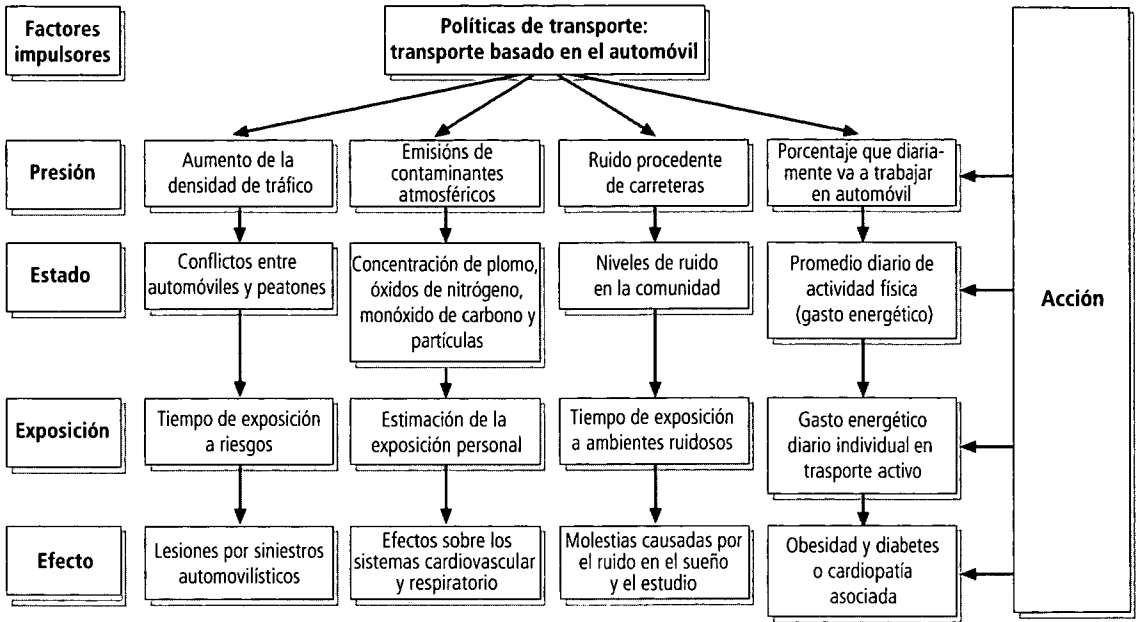 Factores
impulsores
Políticas de transporte:
transporte basado en el automóvil
Presión
Aumento de la
densidad de tráfico
Emisións de
contaminantes
atmosféricos
Ruido procedente
de carreteras
Porcentaje que diaria-
mente va a trabajar
en automóvil
Estado
Conflictos entre
automóviles y peatones
Concentración de plomo,
óxidos de nitrógeno,
monóxido de carbono y
partículas
Niveles de ruido
en la comunidad
Promedio diario de
actividad física
(gasto energético)
Acción
Exposición
Tiempo de exposición
a riesgos
Estimación de la
exposición personal
Tiempo de exposición
a ambientes ruidosos
Gasto energético
diario individual en
trasporte activo
Efecto
Lesiones por siniestros
automovilísticos
Efectos sobre los
sistemas cardiovascular
y respiratorio
Molestias causadas por
el ruido en el sueño
y el estudio
Obesidad y diabetes
o cardiopatía
asociada